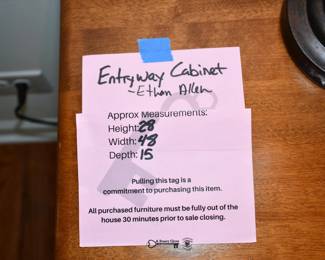 Entryway Cabinet
- Ethan Allen
Approx Measurements:
Height: 28
Width: 48
Depth: 15
Pulling this tag is a
commitment to purchasing this item.
All purchased furniture must be fully out of the
house 30 minutes prior to sale closing.